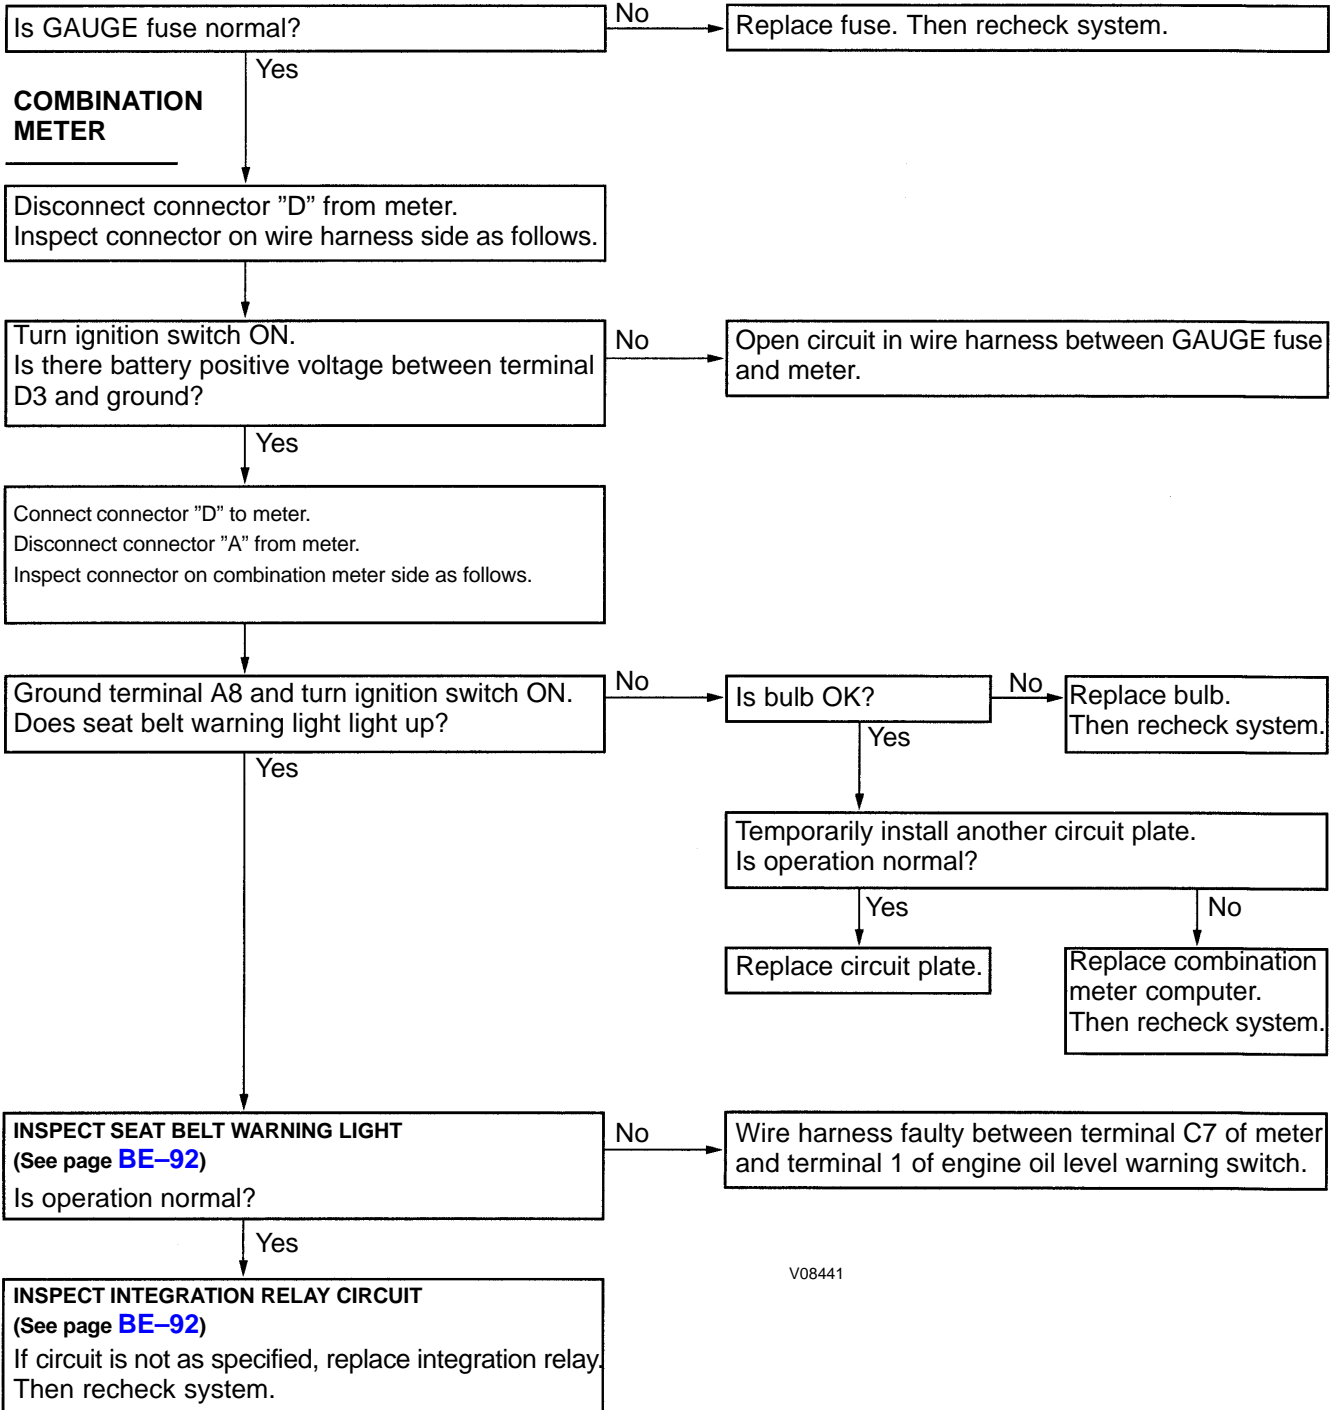 Is GAUGE fuse normal?
No
Replace fuse. Then recheck system.
Yes
COMBINATION
METER
Disconnect connector ”D” from meter.
Inspect connector on wire harness side as follows.
Turn ignition switch ON.
Is there battery positive voltage between terminal
D3 and ground?
No
Open circuit in wire harness between GAUGE fuse
and meter.
Yes
Connect connector ”D” to meter.
Disconnect connector ”A” from meter.
Inspect connector on combination meter side as follows.
Ground terminal A8 and turn ignition switch ON.
Does seat belt warning light light up?
No
Is bulb OK?
No
Replace bulb.
Then recheck system.
Yes
Yes
Temporarily install another circuit plate.
Is operation normal?
Yes
No
Replace circuit plate.
Replace combination
meter computer.
Then recheck system.
INSPECT SEAT BELT WARNING LIGHT
(See page BE–92)
Is operation normal?
No
Wire harness faulty between terminal C7 of meter
and terminal 1 of engine oil level warning switch.
Yes
INSPECT INTEGRATION RELAY CIRCUIT
(See page BE–92)
If circuit is not as specified, replace integration relay.
Then recheck system.
V08441